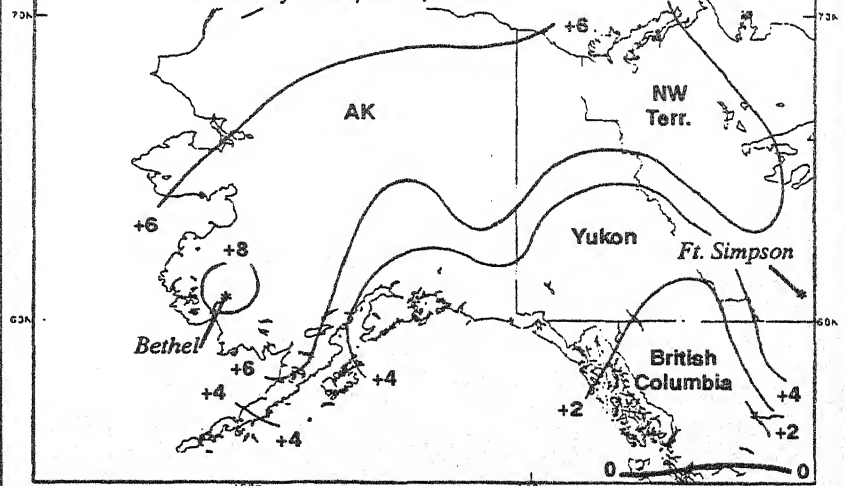 +6
AK
NW
Terr.
+6
+8
Yukon
Ft. Simpson
Bethel
+6
British
Columbia
+4
+4
+4
+4
+2
+2
0
0